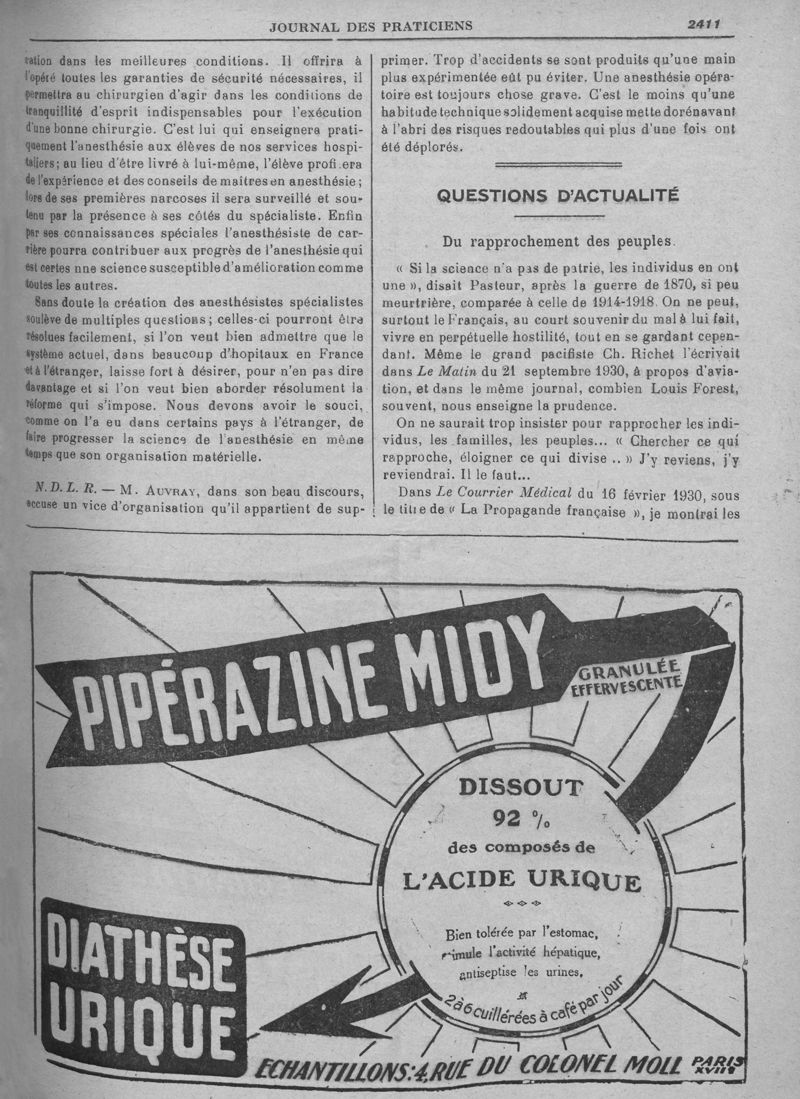 JOURNAL DES PRATICIENS
2411
ration dans les meilleures conditions. Il offrira à
l'opéré toutes les garanties de sécurité nécessaires, il
permettra au chirurgien d'agir dans les conditions de
tranquillité d'esprit indispensables pour l'exécution
d'une bonne chirurgie. C'est lui qui enseignera prati-
quement l'anesthésie aux élèves de nos services hospi-
taliers; au lieu d'être livré à lui-même, l'élève profi.era
de l'expérience et des conseils de maitres en anesthésie;
lors de ses premières narcoses il sera surveillé et sou-
tenu par la présence à ses côtés du spécialiste. Enfin
par ses connaissances spéciales l'anesthésiste de car-
rière pourra contribuer aux progrès de l'anesthésie qui
est certes une science susceptible d'amélioration comme
toutes les autres.
Sans doute la création des anesthésistes spécialistes
soulève de multiples questions; celles-ci pourront être
résolues facilement, si l'on veut bien admettre que le
système actuel, dans beaucoup d'hopitaux en France
et à l'étranger, laisse fort à désirer, pour n'en pas dire
davantage et si l'on veut bien aborder résolument la
réforme qui s'impose. Nous devons avoir le souci,
comme on l'a eu dans certains pays à l'étranger, de
faire progresser la science de l'anesthésie en même
temps que son organisation matérielle.
N. D. L. R. — M. AUVRAY, dans son beau discours,
accuse un vice d'organisation qu'il appartient de sup-
primer. Trop d'accidents se sont produits qu'une main
plus expérimentée eût pu éviter. Une anesthésie opéra-
toire est toujours chose grave. C'est le moins qu'une
habitude technique solidement acquise mette dorénavant
à l'abri des risques redoutables qui plus d'une fois ont
été déplorés.
QUESTIONS D'ACTUALITÉ
Du rapprochement des peuples.
« Si la science n'a pas de patrie, les individus en ont
une », disait Pasteur, après la guerre de 1870, si peu
meurtrière, comparée à celle de 1914-1918. On ne peut,
surtout le Français, au court souvenir du mal à lui fait,
vivre en perpétuelle hostilité, tout en se gardant cepen-
dant. Même le grand pacifiste Ch. Richet l'écrivait
dans Le Matin du 21 septembre 1930, à propos d'avia-
tion, et dans le même journal, combien Louis Forest,
souvent, nous enseigne la prudence.
On ne saurait trop insister pour rapprocher les indi-
vidus, les familles, les peuples... « Chercher ce qui
rapproche, éloigner ce qui divise .. » J'y reviens, j'y
reviendrai. Il le faut...
Dans Le Courrier Médical du 16 février 1930, sous
le titre de « La Propagande française », je montrai les
PIPÉRAZINE MIDY
GRANULÉE
EFFERVESCENTE
DISSOUT
92 %
des composés de
L'ACIDE URIQUE
Bien tolérée par l'estomac,
stimule l'activité hépatique,
antiseptise les urines.
2 à 6 cuillérées à café par jour
DIATHÈSE
URIQUE
ECHANTILLONS: 4, RUE DU COLONEL MOLL PARIS XVIIe